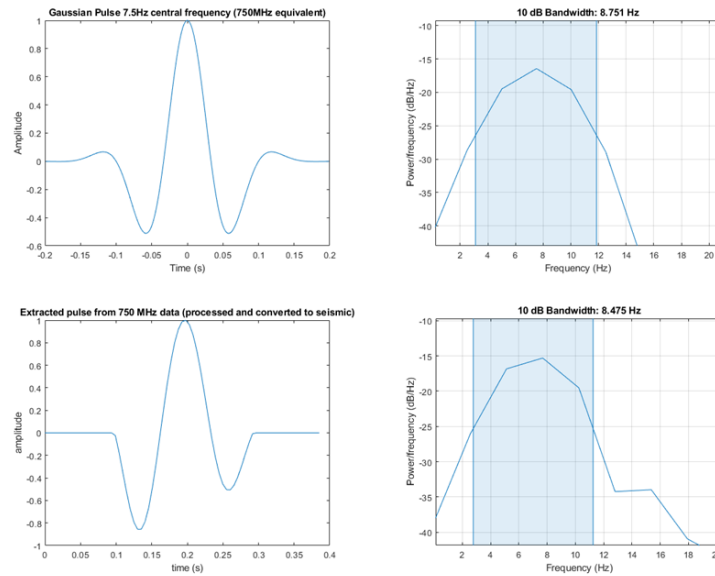 Gaussian Pulse 7.5Hz central frequency (750MHz equivalent)
1
0.8
0.6
0.4
0.2
0
-0.2
-0.4
-0.6
Amplitude
-0.2 -0.15 -0.1 -0.05 0 0.05 0.1 0.15 0.2
Time (s)
10 dB Bandwidth: 8.751 Hz
-10
-15
-20
-25
-30
-35
-40
Power/frequency (dB/Hz)
2 4 6 8 10 12 14 16 18 20
Frequency (Hz)
Extracted pulse from 750 MHz data (processed and converted to seismic)
1
0.8
0.6
0.4
0.2
0
-0.2
-0.4
-0.6
-0.8
-1
amplitude
0 0.05 0.1 0.15 0.2 0.25 0.3 0.35 0.4
time (s)
10 dB Bandwidth: 8.475 Hz
-10
-15
-20
-25
-30
-35
-40
Power/frequency (dB/Hz)
2 4 6 8 10 12 14 16 18 20
Frequency (Hz)